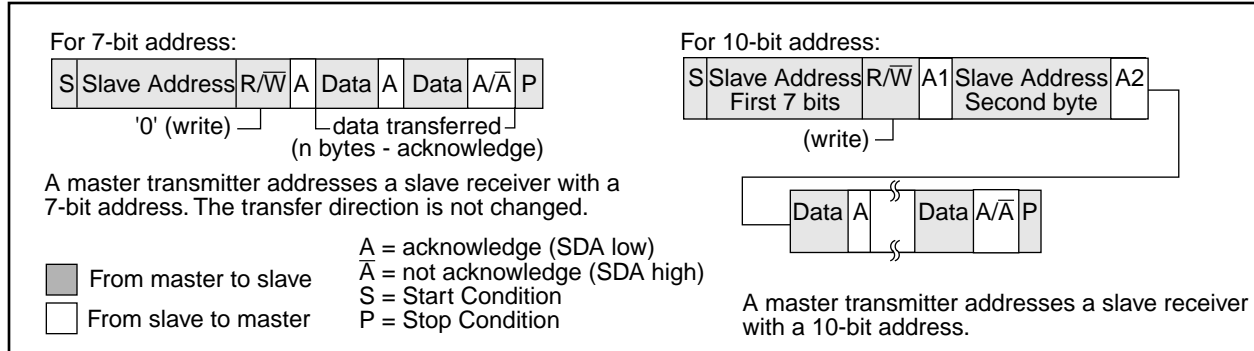 For 7-bit address:
S Slave Address R/W̅ A Data A Data A/A̅ P
'0' (write)
data transferred
(n bytes - acknowledge)
A master transmitter addresses a slave receiver with a
7-bit address. The transfer direction is not changed.
From master to slave
From slave to master
A = acknowledge (SDA low)
A̅ = not acknowledge (SDA high)
S = Start Condition
P = Stop Condition
For 10-bit address:
S Slave Address R/W̅ A1 Slave Address A2
First 7 bits Second byte
(write)
Data A Data A/A̅ P
A master transmitter addresses a slave receiver
with a 10-bit address.